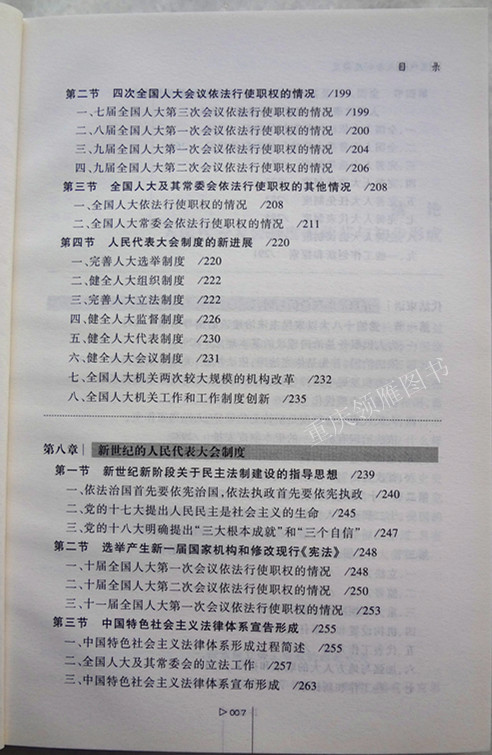 目 录
第二节 四次全国人大会议依法行使职权的情况 /199
一、七届全国人大第三次会议依法行使职权的情况 /199
二、八届全国人大第一次会议依法行使职权的情况 /200
三、九届全国人大第一次会议依法行使职权的情况 /204
四、九届全国人大第二次会议依法行使职权的情况 /206
第三节 全国人大及其常委会依法行使职权的其他情况 /208
一、全国人大依法行使职权 /208
二、全国人大常委会依法行使职权 /211
第四节 人民代表大会制度的新进展 /220
一、完善人大选举制度 /220
二、健全人大组织制度 /222
三、完善人大立法制度 /222
四、健全人大监督制度 /226
五、健全人大代表制度 /230
六、健全人大会议制度 /231
七、全国人大机关两次较大规模的机构改革 /232
八、全国人大机关工作和工作制度创新 /235
重庆领雁图书
第八章 新世纪的人民代表大会制度
第一节 新世纪新阶段关于民主法制建设的指导思想 /239
一、依法治国首先要依宪治国,依法执政首先要依宪执政 /240
二、党的十七大提出人民民主是社会主义的生命 /245
三、党的十八大明确提出“三大根本成就”和“三个自信” /247
第二节 选举产生新一届国家机构和修改现行《宪法》 /248
一、十届全国人大第一次会议依法行使职权的情况 /248
二、十届全国人大第二次会议依法行使职权的情况 /250
三、十一届全国人大第一次会议依法行使职权的情况 /253
第三节 中国特色社会主义法律体系宣告形成 /255
一、中国特色社会主义法律体系形成过程简述 /255
二、全国人大及其常委会的立法工作 /257
三、中国特色社会主义法律体系宣布形成 /263
▷007